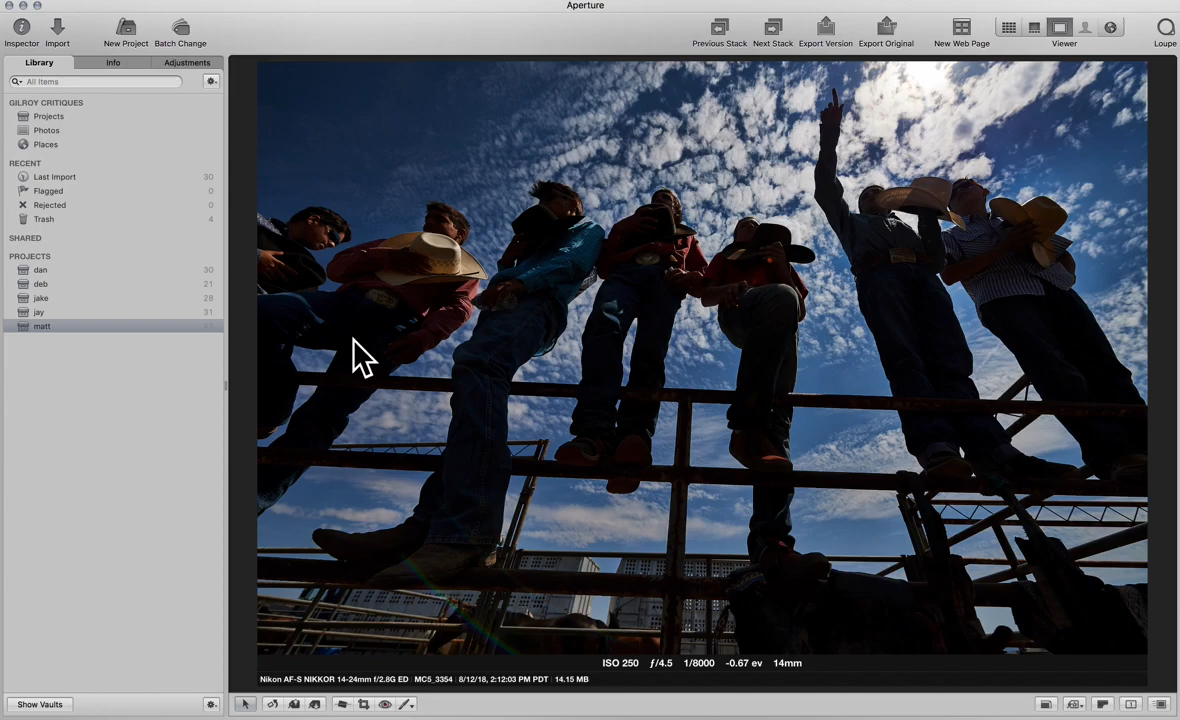 Aperture
Inspector Import New Project Batch Change Previous Stack Next Stack Export Version Export Original New Web Page Viewer Loupe
Library Info Adjustments
All Items
GILROY CRITIQUES
Projects
Photos
Places
RECENT
Last Import 30
Flagged 0
Rejected 0
Trash 4
SHARED
PROJECTS
dan 30
deb 21
jake 28
jay 31
matt
ISO 250 ƒ/4.5 1/8000 -0.67 ev 14mm
Nikon AF-S NIKKOR 14-24mm f/2.8G ED MC5_3354 8/12/18, 2:12:03 PM PDT 14.15 MB
Show Vaults